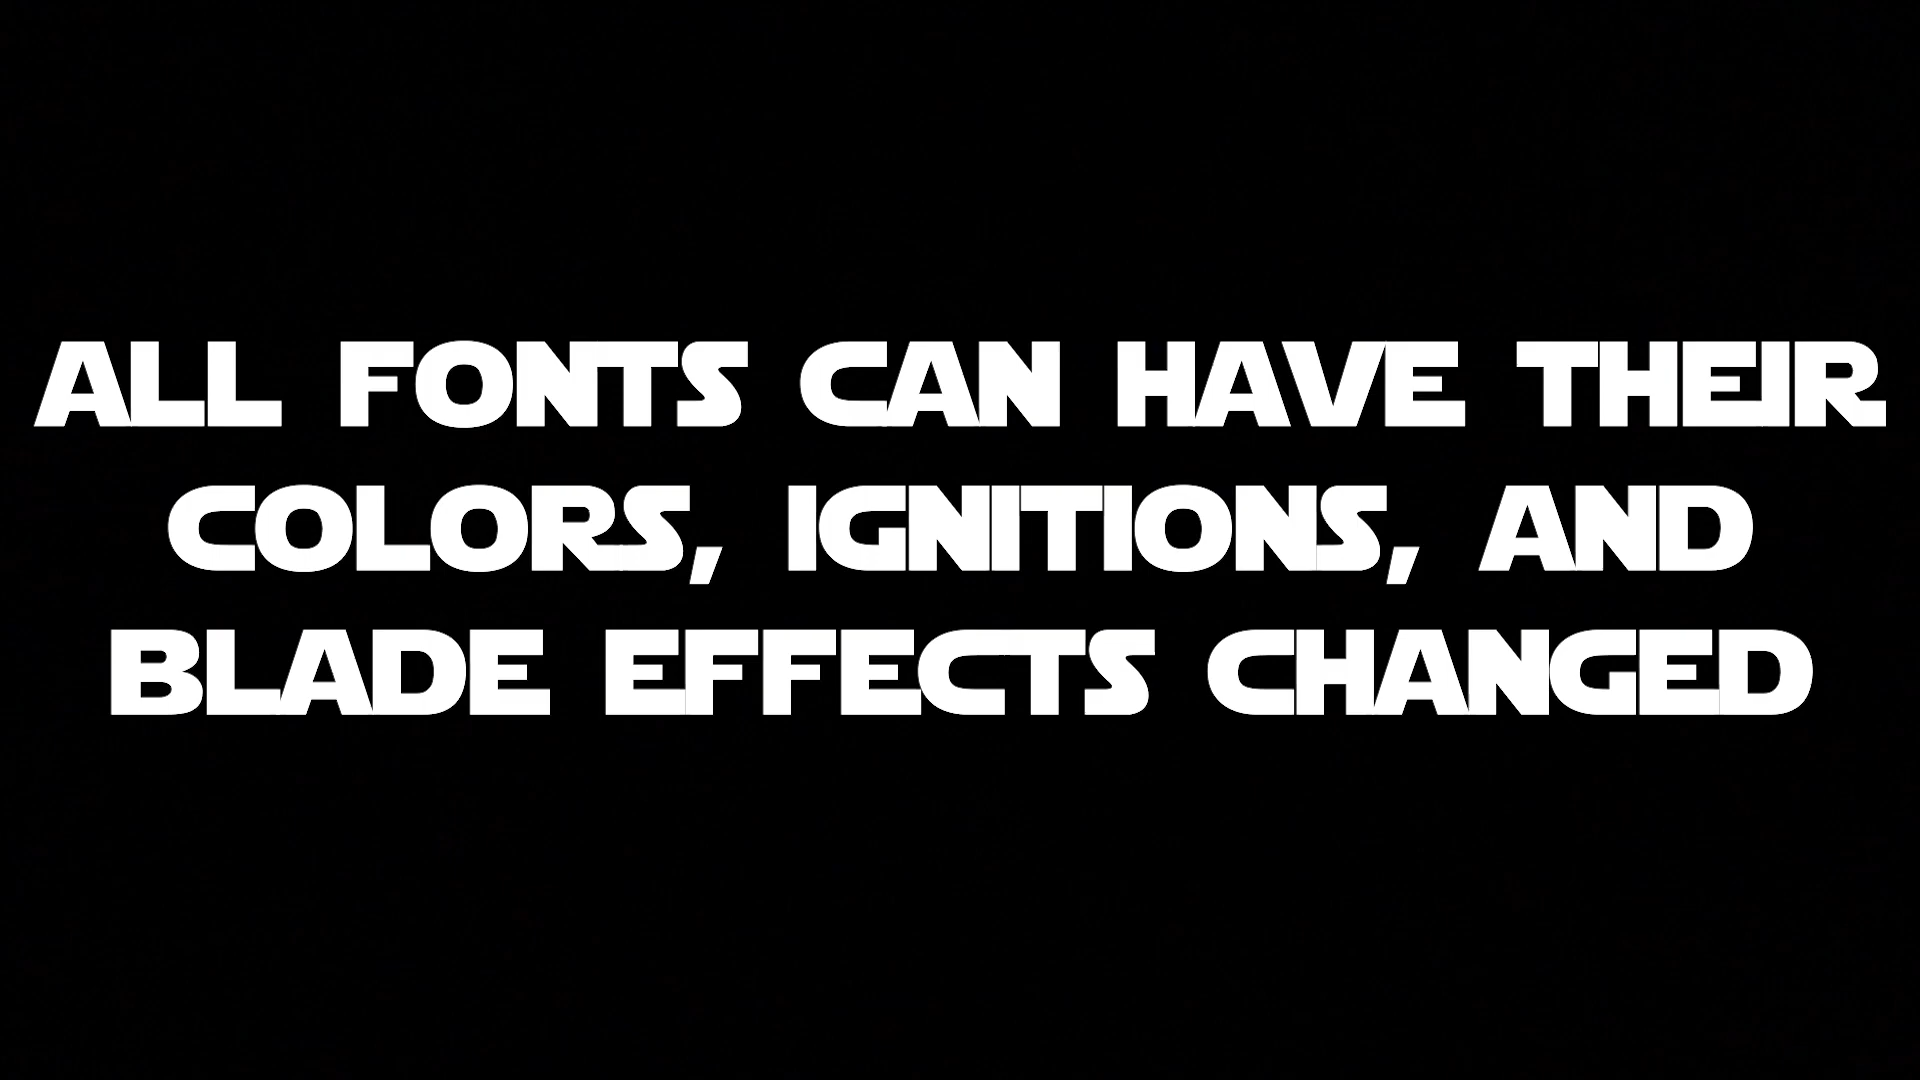 ALL FONTS CAN HAVE THEIR
COLORS, IGNITIONS, AND
BLADE EFFECTS CHANGED